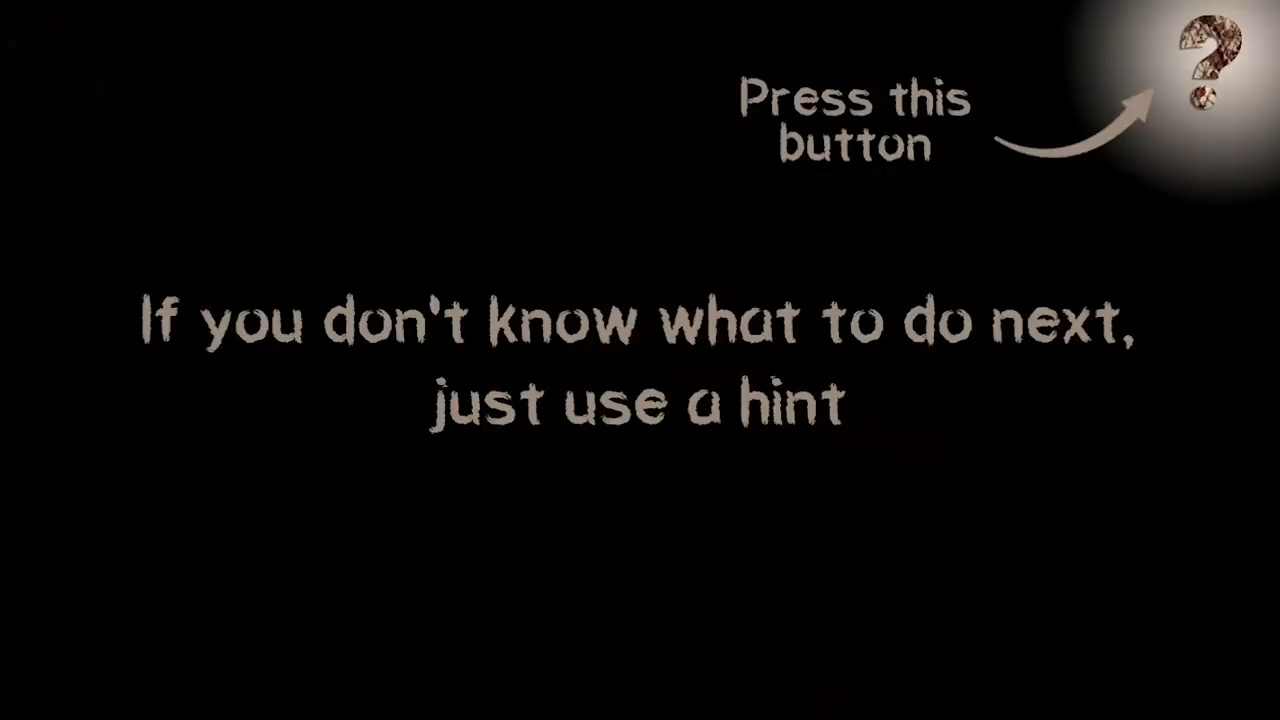 ?
Press this
button
If you don't know what to do next,
just use a hint